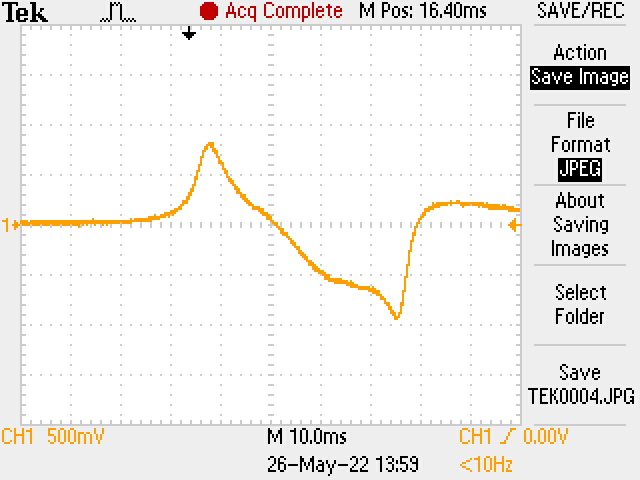 Tek Acq Complete M Pos: 16.40ms SAVE/REC
Action
Save Image
File
Format
JPEG
1
About
Saving
Images
Select
Folder
Save
TEK0004.JPG
CH1 500mV M 10.0ms CH1 0.00V
26-May-22 13:59 <10Hz